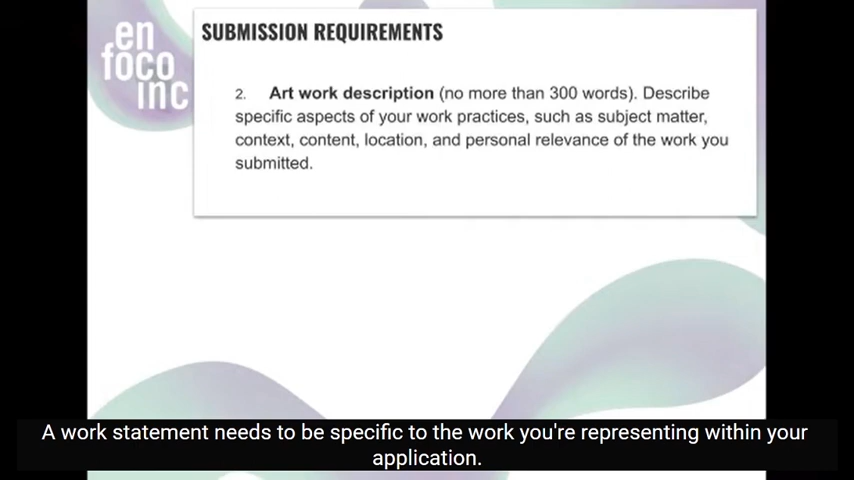 en
foco
inc
SUBMISSION REQUIREMENTS
2. Art work description (no more than 300 words). Describe
specific aspects of your work practices, such as subject matter,
context, content, location, and personal relevance of the work you
submitted.
A work statement needs to be specific to the work you're representing within your
application.